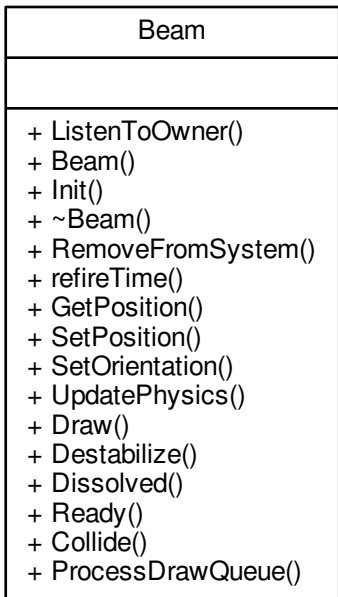 Beam
+ ListenToOwner()
+ Beam()
+ Init()
+ ~Beam()
+ RemoveFromSystem()
+ refireTime()
+ GetPosition()
+ SetPosition()
+ SetOrientation()
+ UpdatePhysics()
+ Draw()
+ Destabilize()
+ Dissolved()
+ Ready()
+ Collide()
+ ProcessDrawQueue()